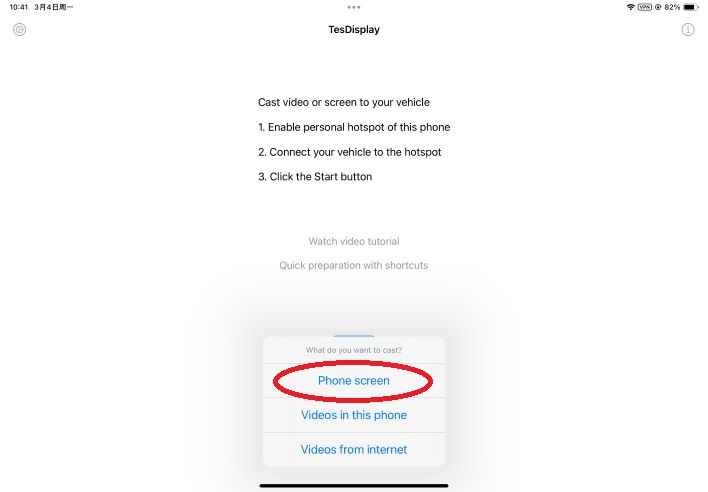 10:41 3月4日周一
VPN 82%
TesDisplay
Cast video or screen to your vehicle
1. Enable personal hotspot of this phone
2. Connect your vehicle to the hotspot
3. Click the Start button
Watch video tutorial
Quick preparation with shortcuts
What do you want to cast?
Phone screen
Videos in this phone
Videos from internet